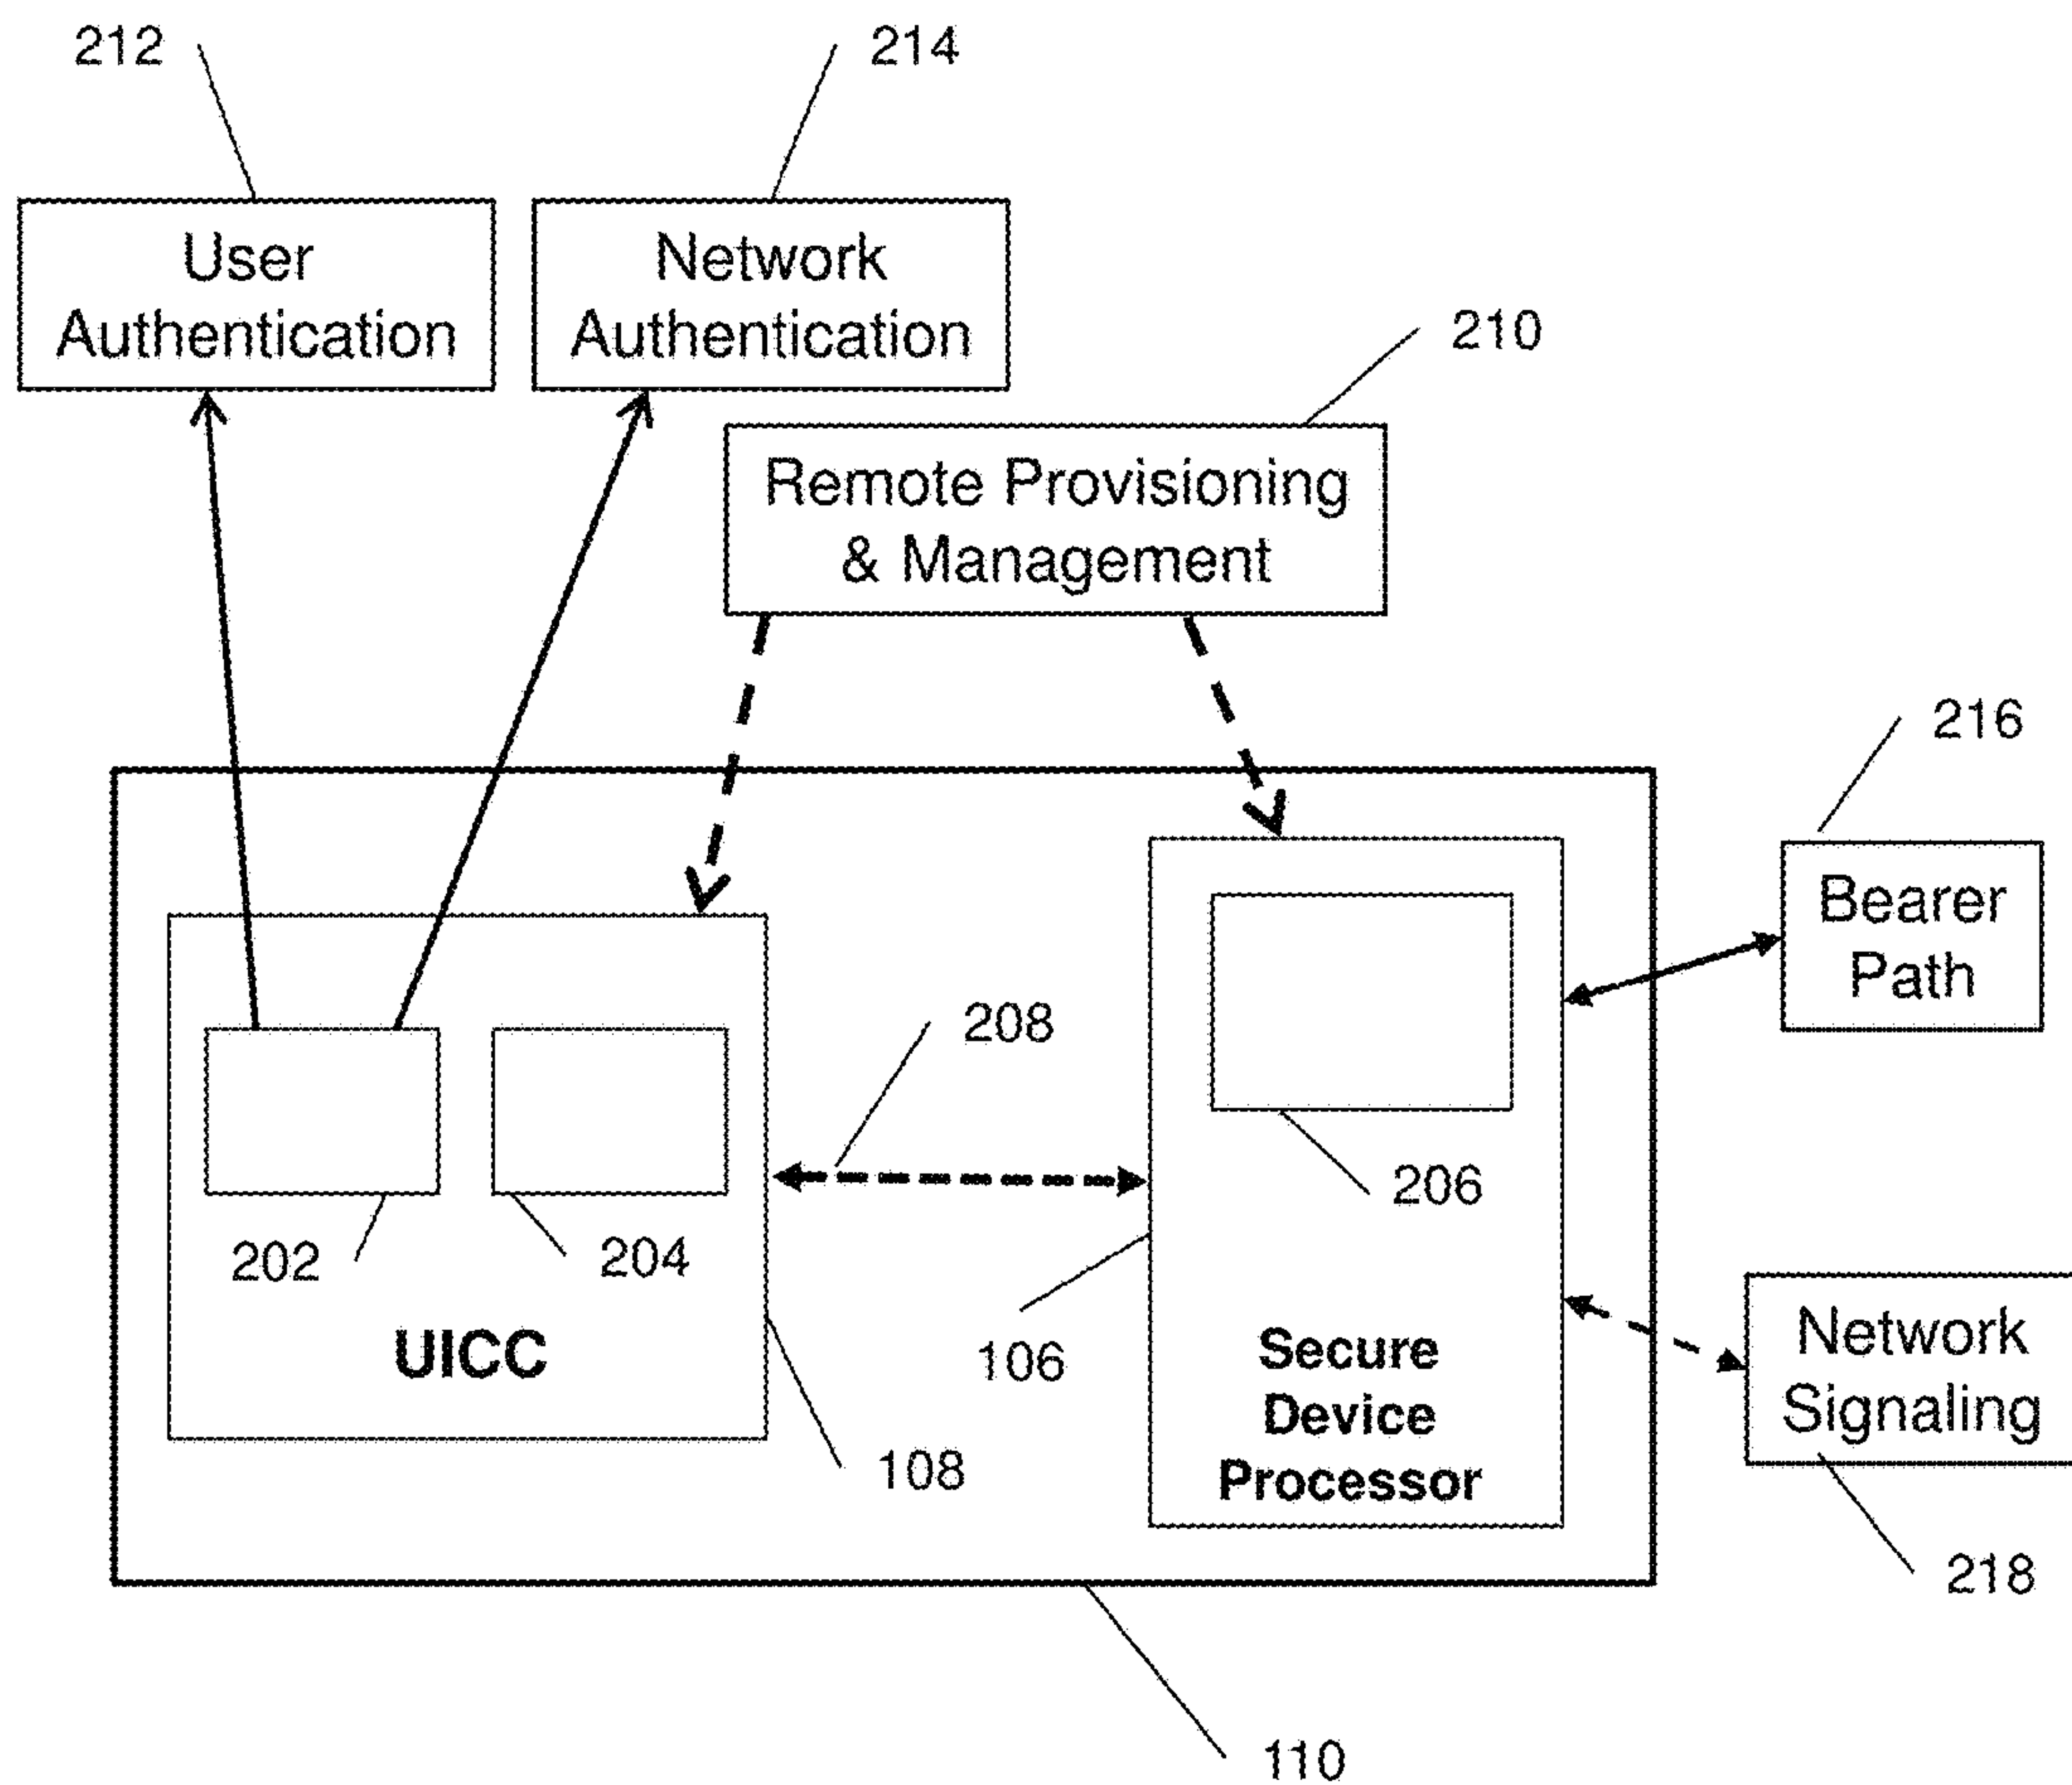 212
214
User
Authentication
Network
Authentication
210
Remote Provisioning
& Management
216
Bearer
Path
208
206
202
204
UICC
106
Secure
Device
Processor
Network
Signaling
108
218
110